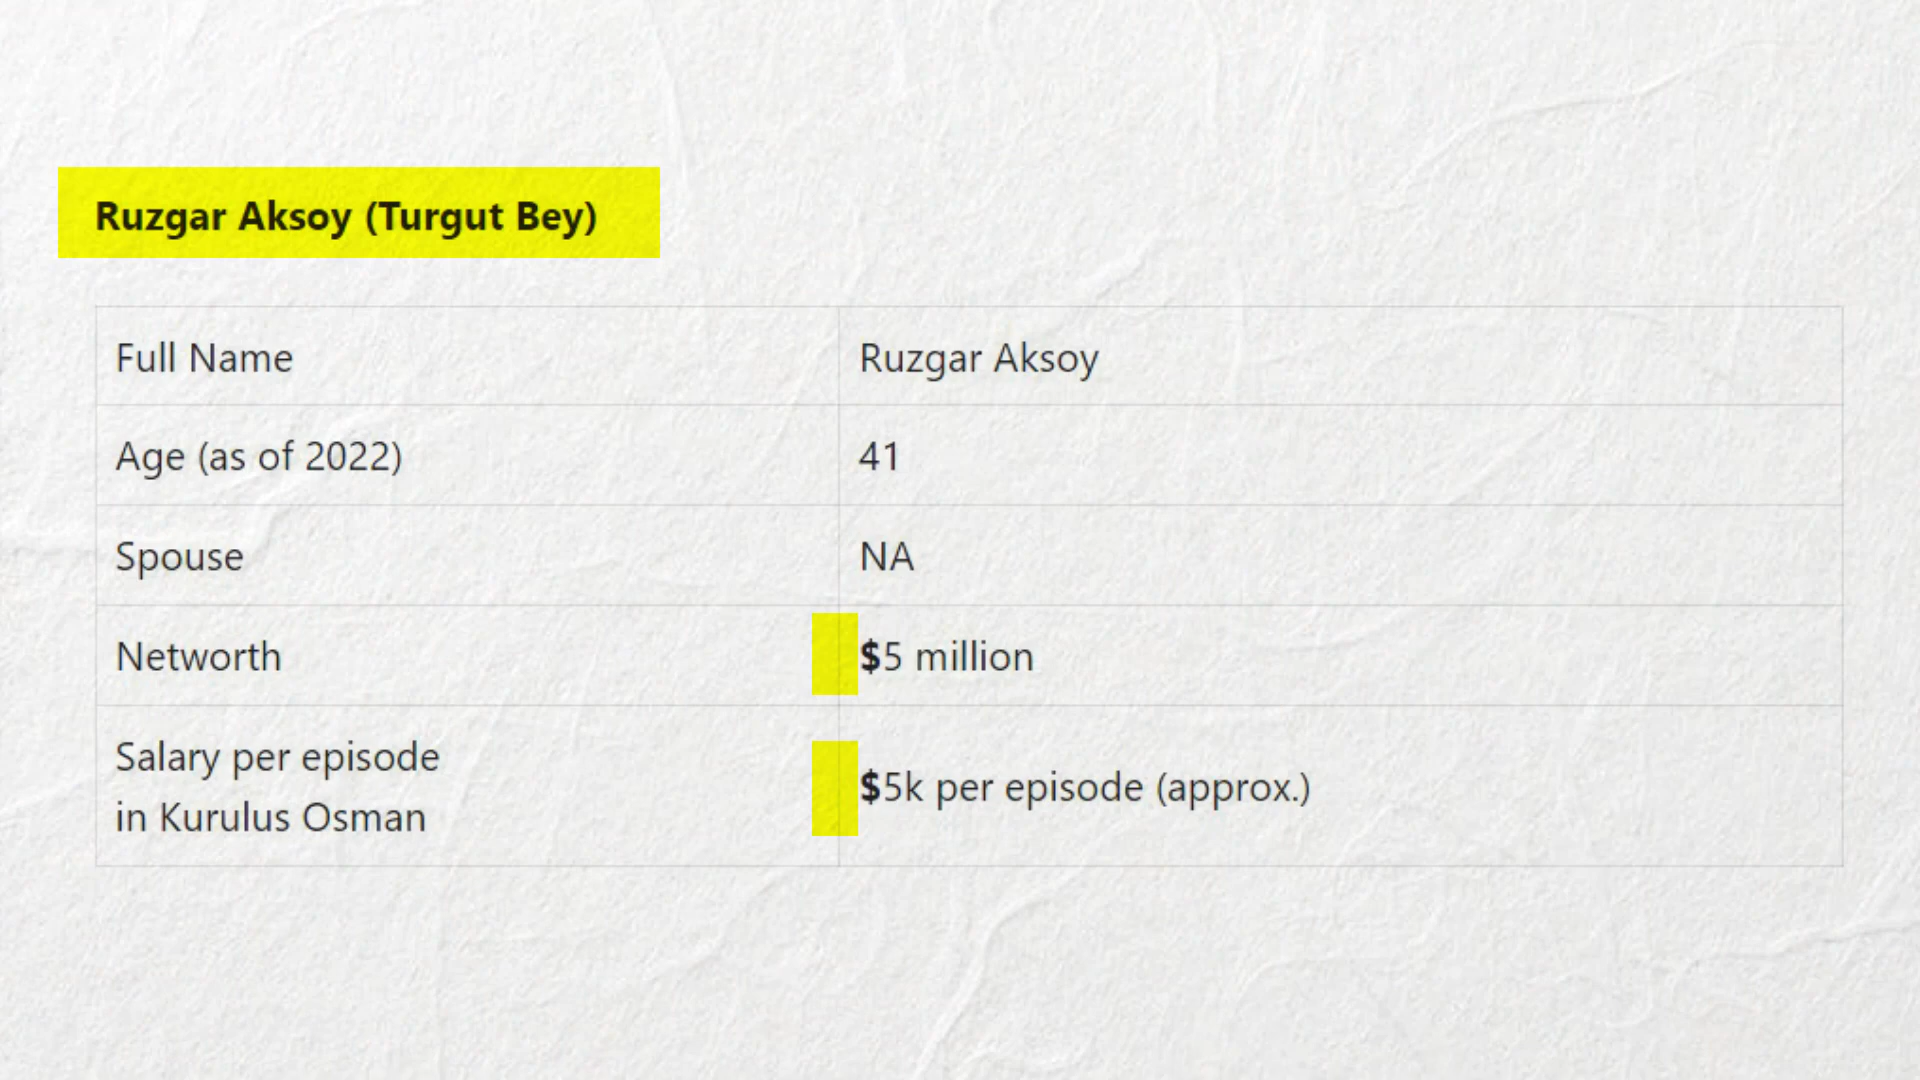 Ruzgar Aksoy (Turgut Bey)
Full Name Ruzgar Aksoy
Age (as of 2022) 41
Spouse NA
Networth $5 million
Salary per episode
in Kurulus Osman $5k per episode (approx.)